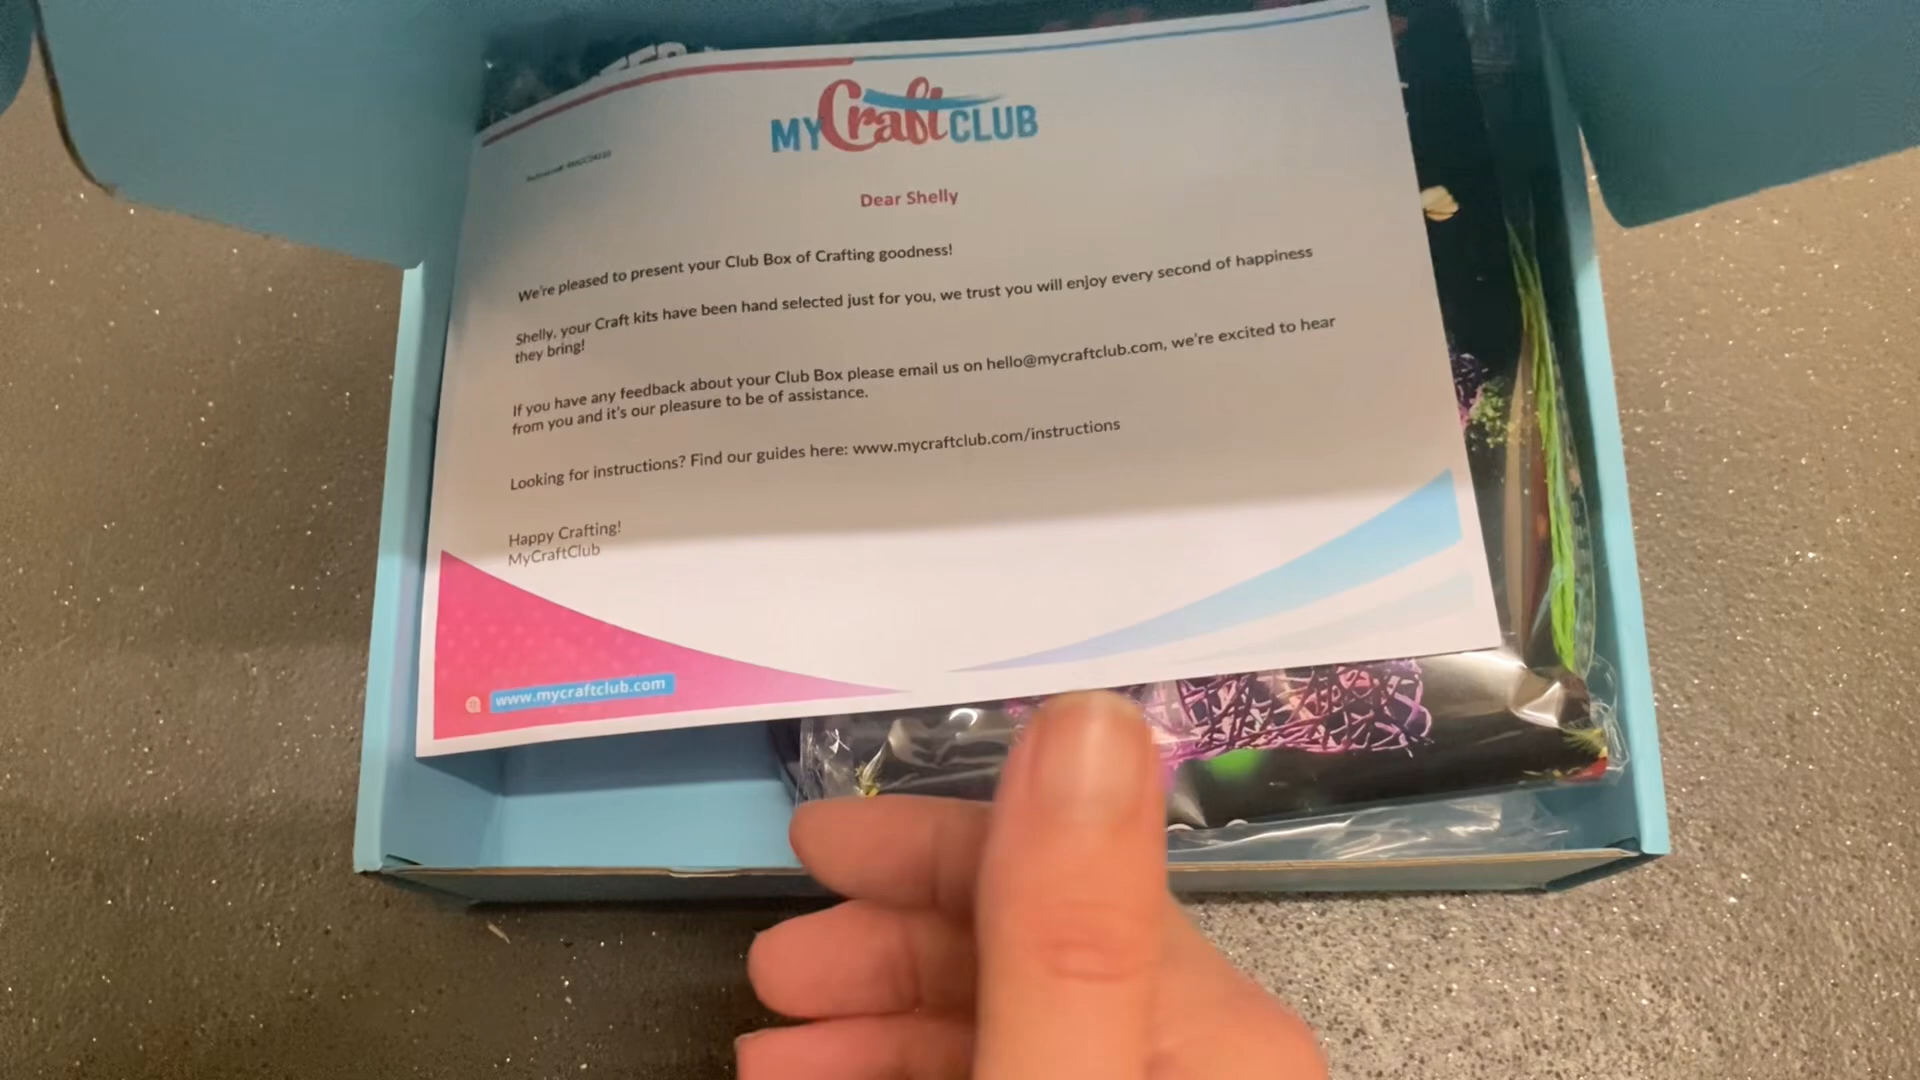 MY Craft CLUB
Dear Shelly
We're pleased to present your Club Box of Crafting goodness!
Shelly, your Craft kits have been hand selected just for you, we trust you will enjoy every second of happiness
they bring!
If you have any feedback about your Club Box please email us on hello@mycraftclub.com, we're excited to hear
from you and it's our pleasure to be of assistance.
Looking for instructions? Find our guides here: www.mycraftclub.com/instructions
Happy Crafting!
MyCraftClub
www.mycraftclub.com